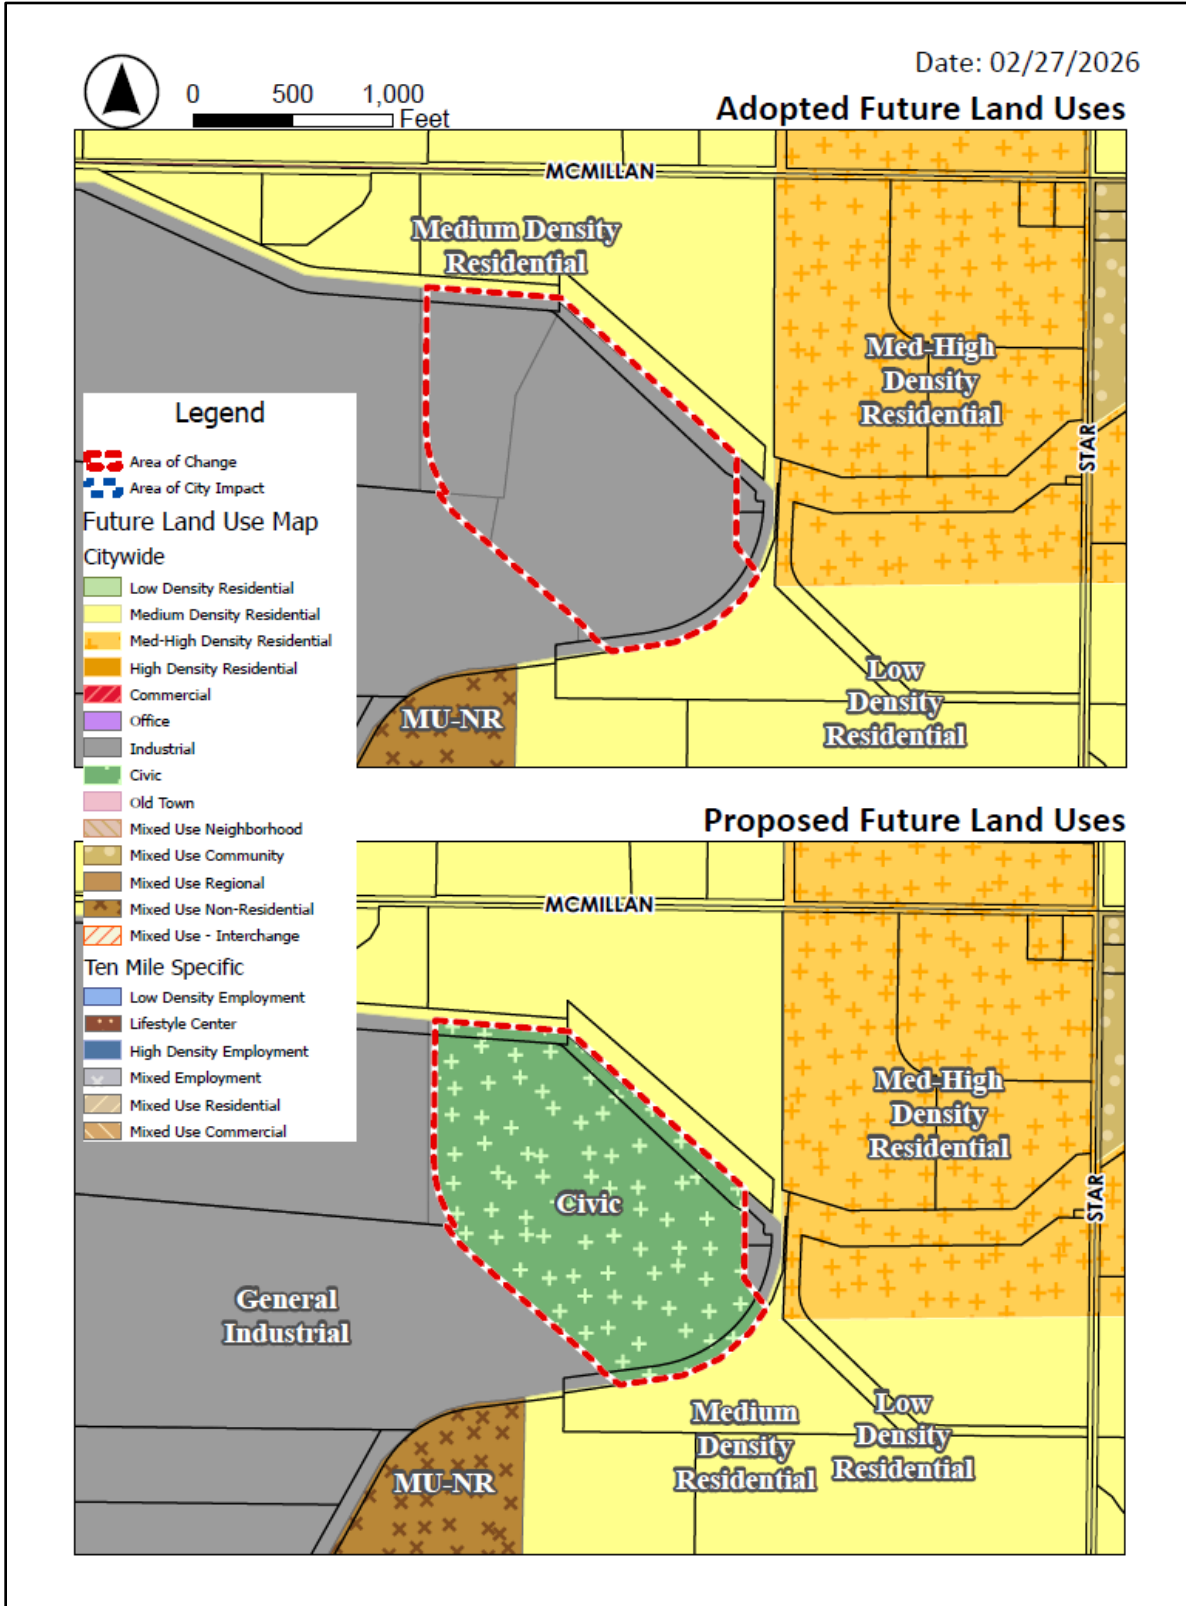 Date: 02/27/2026
0 500 1,000
Feet
Adopted Future Land Uses
MCMILLAN
Medium Density
Residential
Med-High
Density
Residential
STAR
Legend
Area of Change
Area of City Impact
Future Land Use Map
Citywide
Low Density Residential
Medium Density Residential
Med-High Density Residential
High Density Residential
Commercial
Office
Industrial
Civic
Old Town
Mixed Use Neighborhood
Mixed Use Community
Mixed Use Regional
Mixed Use Non-Residential
Mixed Use - Interchange
Ten Mile Specific
Low Density Employment
Lifestyle Center
High Density Employment
Mixed Employment
Mixed Use Residential
Mixed Use Commercial
Low
Density
Residential
MU-NR
Proposed Future Land Uses
MCMILLAN
Med-High
Density
Residential
STAR
Civic
General
Industrial
Medium
Density
Residential
Low
Density
Residential
MU-NR